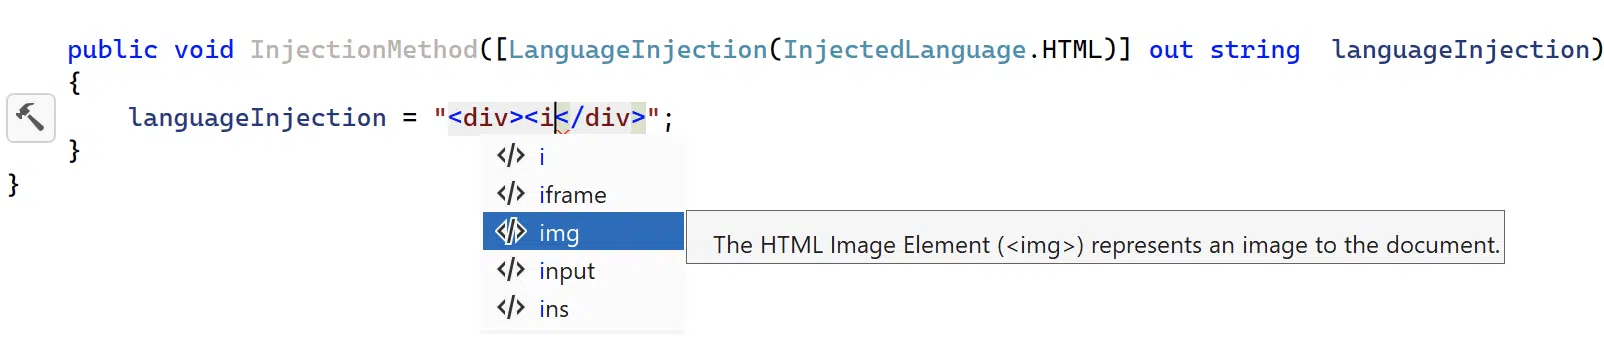 public void InjectionMethod([LanguageInjection(InjectedLanguage.HTML)] out string  languageInjection)
{
languageInjection = "<div><i</div>";
}
}
i
iframe
img
The HTML Image Element (<img>) represents an image to the document.
input
ins